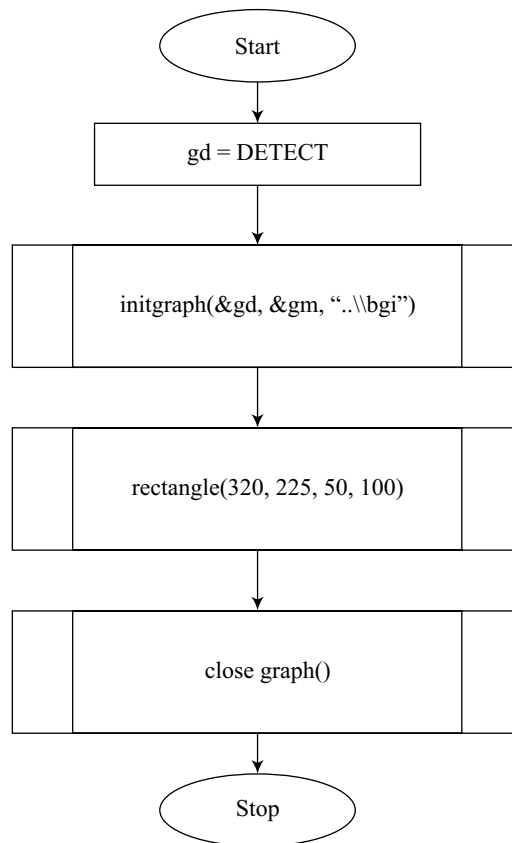 Start
gd = DETECT
initgraph(&gd, &gm, “..\\bgi”)
rectangle(320, 225, 50, 100)
close graph()
Stop